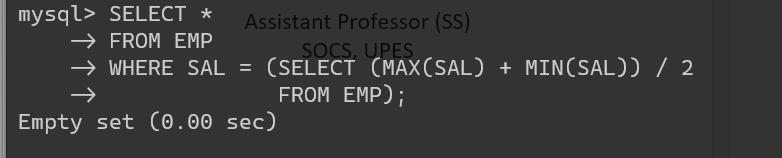 mysql> SELECT *
Assistant Professor (SS)
-> FROM EMP
SOCS, UPES
-> WHERE SAL = (SELECT (MAX(SAL) + MIN(SAL)) / 2
-> FROM EMP);
Empty set (0.00 sec)